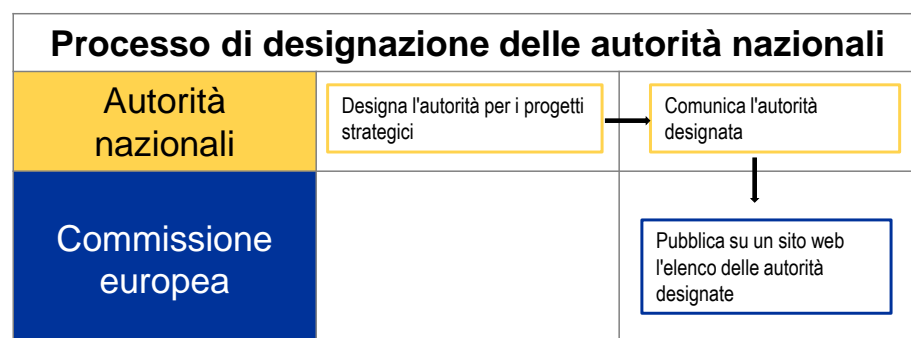 Processo di designazione delle autorità nazionali
Autorità
nazionali
Designa l'autorità per i progetti
strategici
Comunica l'autorità
designata
Commissione
europea
Pubblica su un sito web
l'elenco delle autorità
designate